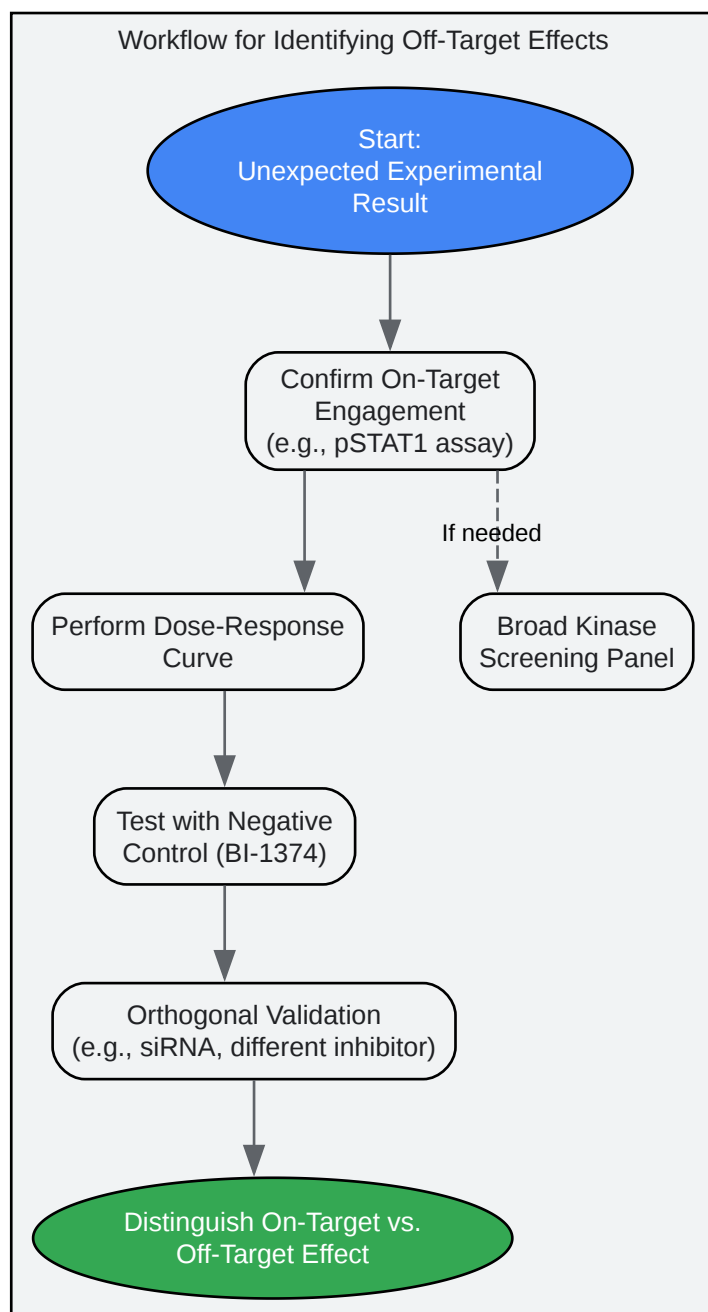 Workflow for Identifying Off-Target Effects
Start:
Unexpected Experimental
Result
Confirm On-Target
Engagement
(e.g., pSTAT1 assay)
If needed
Perform Dose-Response
Curve
Broad Kinase
Screening Panel
Test with Negative
Control (BI-1374)
Orthogonal Validation
(e.g., siRNA, different inhibitor)
Distinguish On-Target vs.
Off-Target Effect